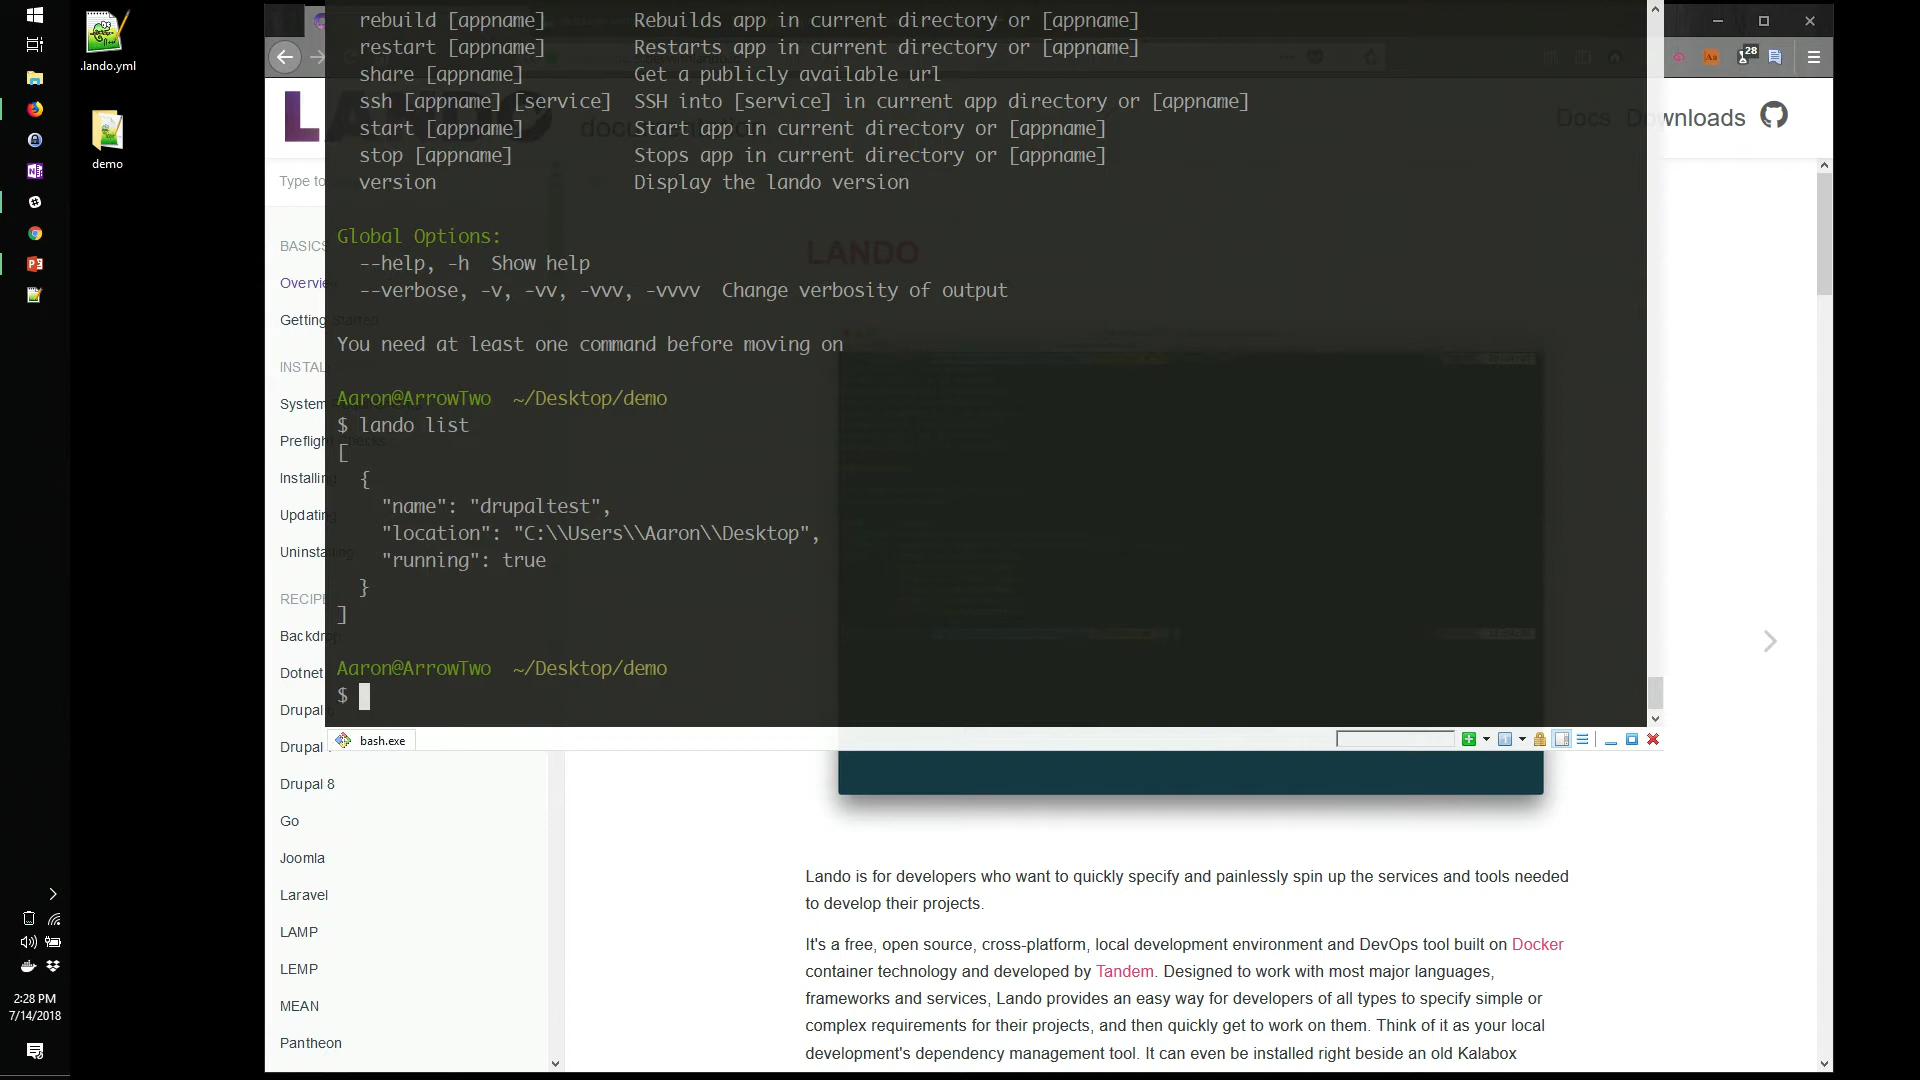 .lando.yml
demo
rebuild [appname] Rebuilds app in current directory or [appname]
restart [appname] Restarts app in current directory or [appname]
share [appname] Get a publicly available url
ssh [appname] [service] SSH into [service] in current app directory or [appname]
start [appname] Start app in current directory or [appname]
stop [appname] Stops app in current directory or [appname]
version Display the lando version
Global Options:
--help, -h Show help
--verbose, -v, -vv, -vvv, -vvvv Change verbosity of output
You need at least one command before moving on
Aaron@ArrowTwo ~/Desktop/demo
$ lando list
[
{
"name": "drupaltest",
"location": "C:\\Users\\Aaron\\Desktop",
"running": true
}
]
Aaron@ArrowTwo ~/Desktop/demo
$
bash.exe
28
Aa
LANDO
Docs Downloads
Type to
BASICS
Overvie
Getting Started
INSTAL
System
Preflight Checks
Installing
Updating
Uninstalling
RECIPE
Backdrop
Dotnet
Drupal
Drupal
Drupal 8
Go
Joomla
Laravel
LAMP
LEMP
MEAN
Pantheon
LANDO
Lando is for developers who want to quickly specify and painlessly spin up the services and tools needed
to develop their projects.
It's a free, open source, cross-platform, local development environment and DevOps tool built on Docker
container technology and developed by Tandem. Designed to work with most major languages,
frameworks and services, Lando provides an easy way for developers of all types to specify simple or
complex requirements for their projects, and then quickly get to work on them. Think of it as your local
development's dependency management tool. It can even be installed right beside an old Kalabox
2:28 PM
7/14/2018